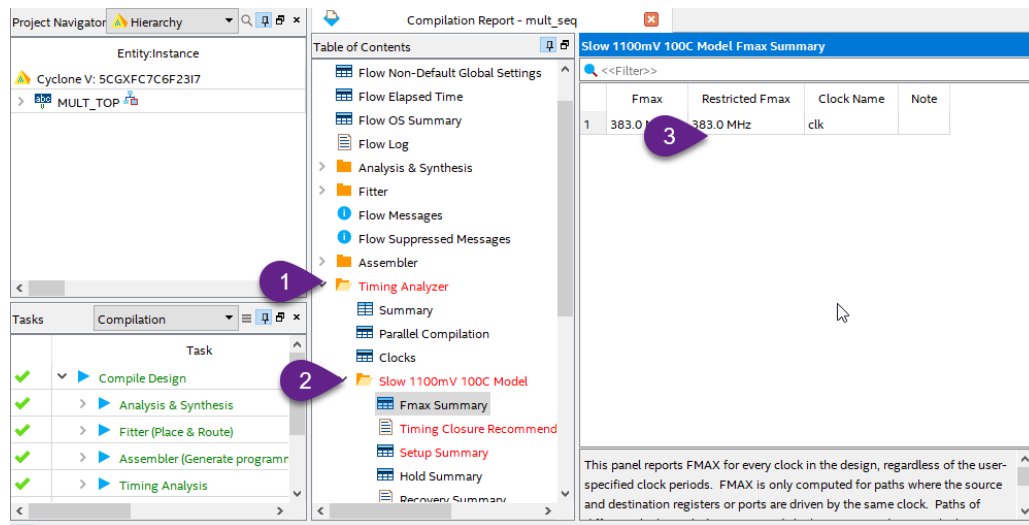 Project Navigator Hierarchy
Entity:Instance
Cyclone V: 5CGXFC7C6F23I7
MULT_TOP
Tasks Compilation
Task
Compile Design
Analysis & Synthesis
Fitter (Place & Route)
Assembler (Generate programr
Timing Analysis
Compilation Report - mult_seq
Table of Contents
Flow Non-Default Global Settings
Flow Elapsed Time
Flow OS Summary
Flow Log
Analysis & Synthesis
Fitter
Flow Messages
Flow Suppressed Messages
Assembler
1
Timing Analyzer
Summary
Parallel Compilation
Clocks
2
Slow 1100mV 100C Model
Fmax Summary
Timing Closure Recommend
Setup Summary
Hold Summary
Recovery Summary
Slow 1100mV 100C Model Fmax Summary
<<Filter>>
Fmax Restricted Fmax Clock Name Note
1 383.0 383.0 MHz clk
3
This panel reports FMAX for every clock in the design, regardless of the user-
specified clock periods. FMAX is only computed for paths where the source
and destination registers or ports are driven by the same clock. Paths of